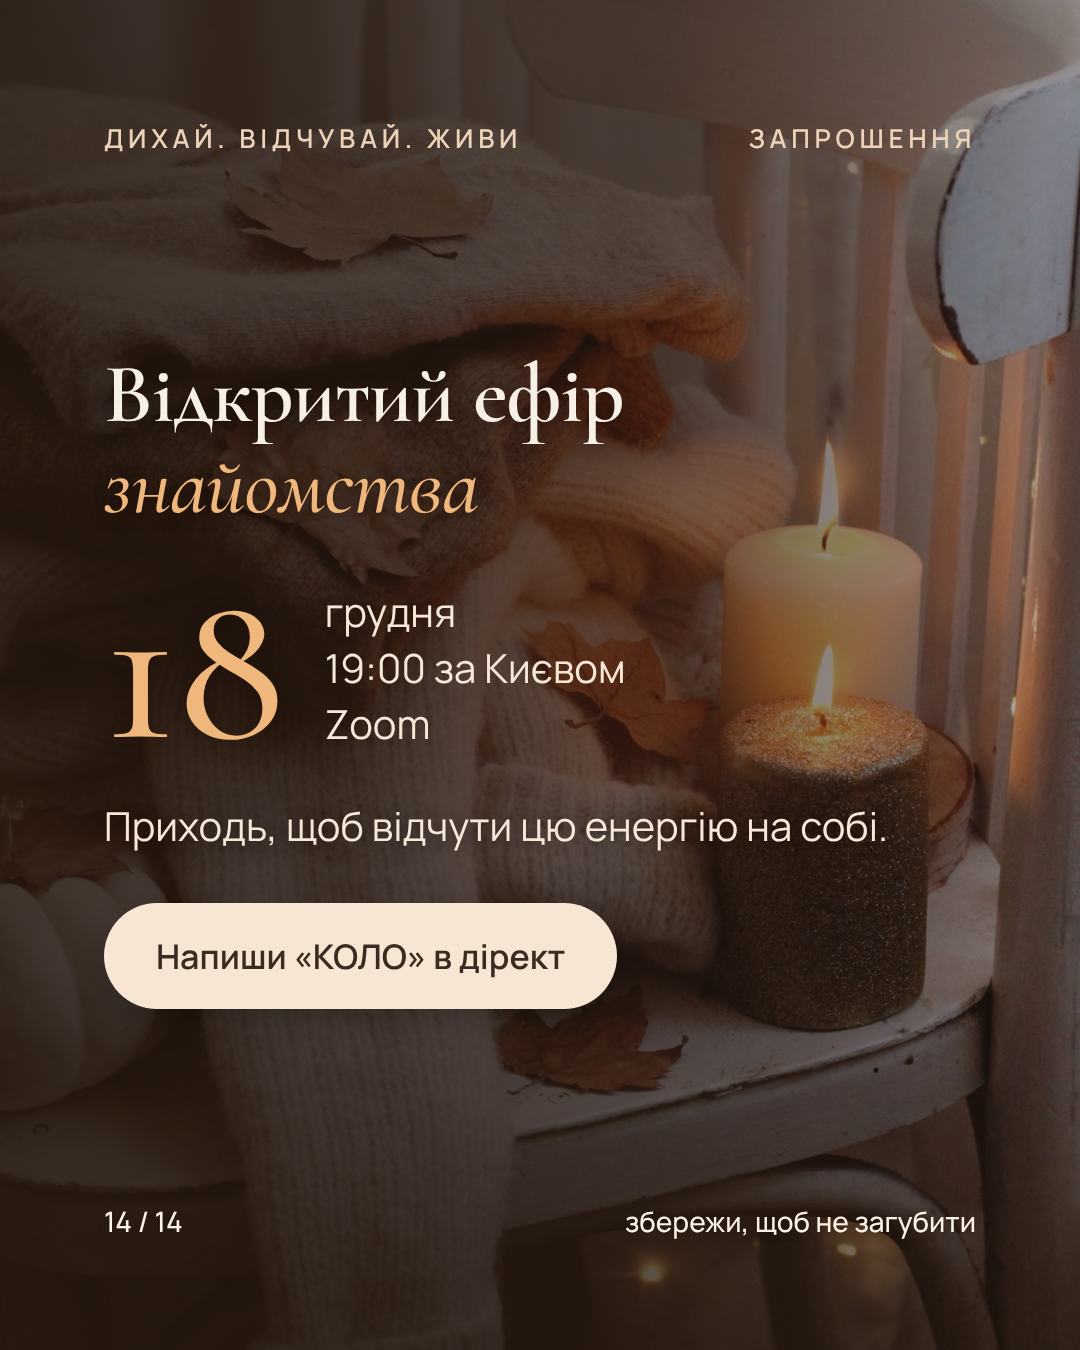 ДИХАЙ. ВІДЧУВАЙ. ЖИВИ
ЗАПРОШЕННЯ
Відкритий ефір
знайомства
18
грудня
19:00 за Києвом
Zoom
Приходь, щоб відчути цю енергію на собі.
Напиши «КОЛО» в дірект
14 / 14
збережи, щоб не загубити